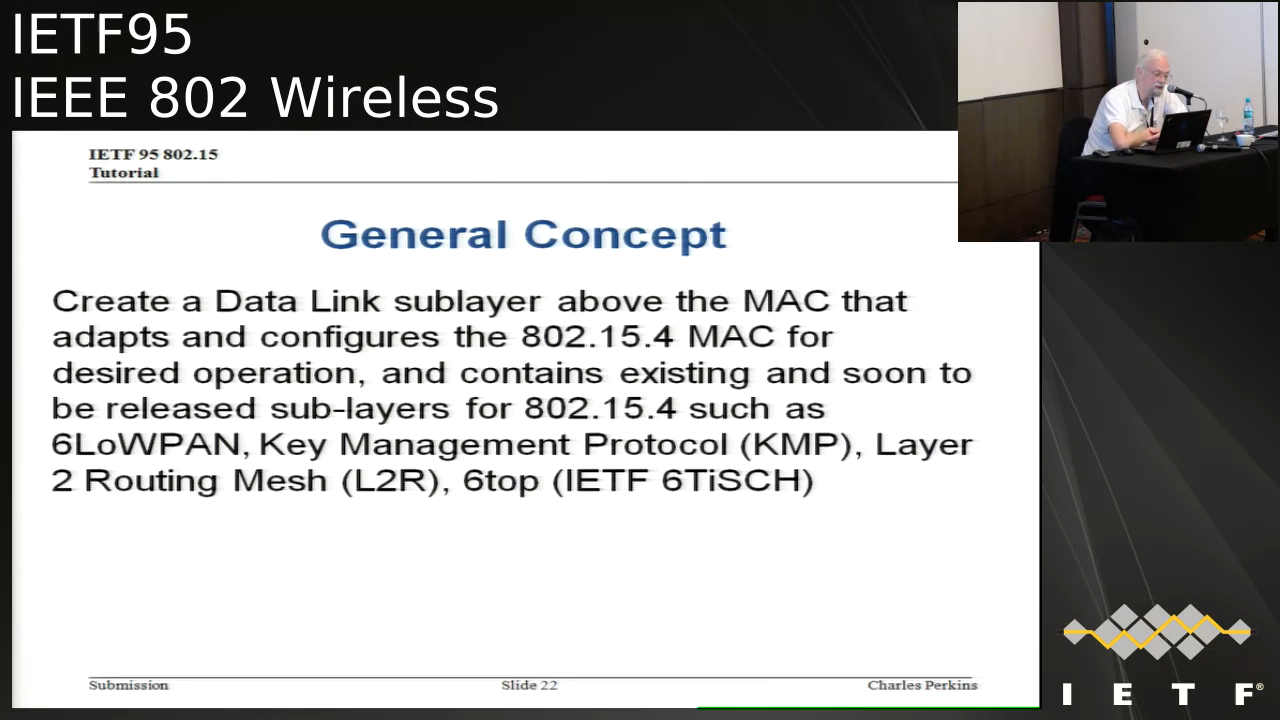 IETF95
IEEE 802 Wireless
IETF 95 802.15
Tutorial
General Concept
Create a Data Link sublayer above the MAC that
adapts and configures the 802.15.4 MAC for
desired operation, and contains existing and soon to
be released sub-layers for 802.15.4 such as
6LoWPAN, Key Management Protocol (KMP), Layer
2 Routing Mesh (L2R), 6top (IETF 6TiSCH)
Submission Slide 22 Charles Perkins
I E T F®